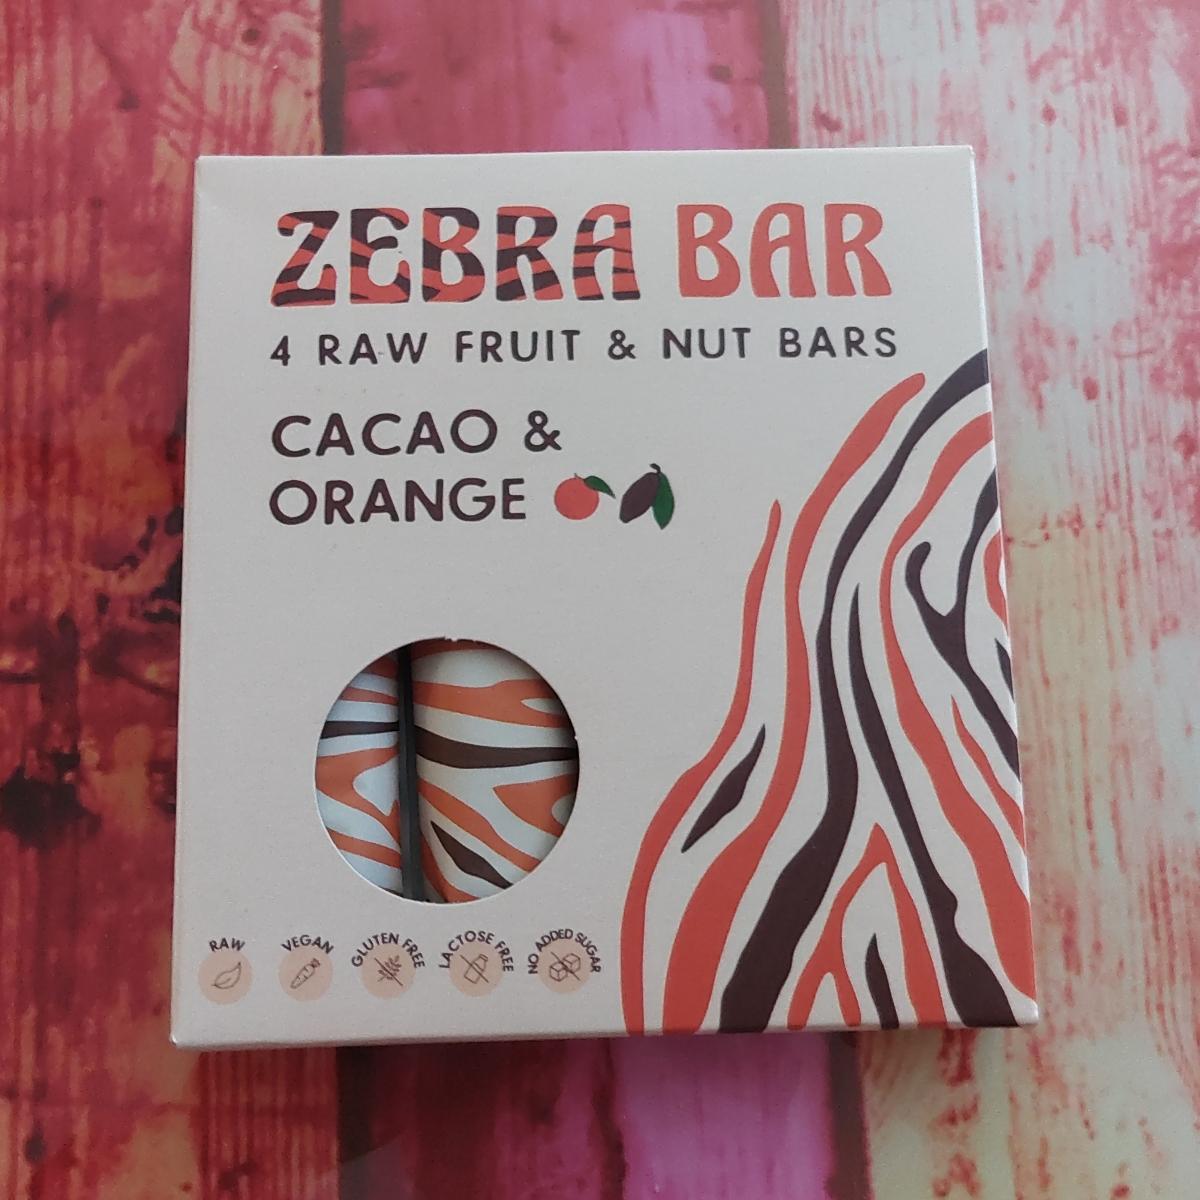 ZEBRA BAR
4 RAW FRUIT & NUT BARS
CACAO &
ORANGE
RAW
VEGAN
GLUTEN FREE
LACTOSE FREE
NO ADDED SUGAR